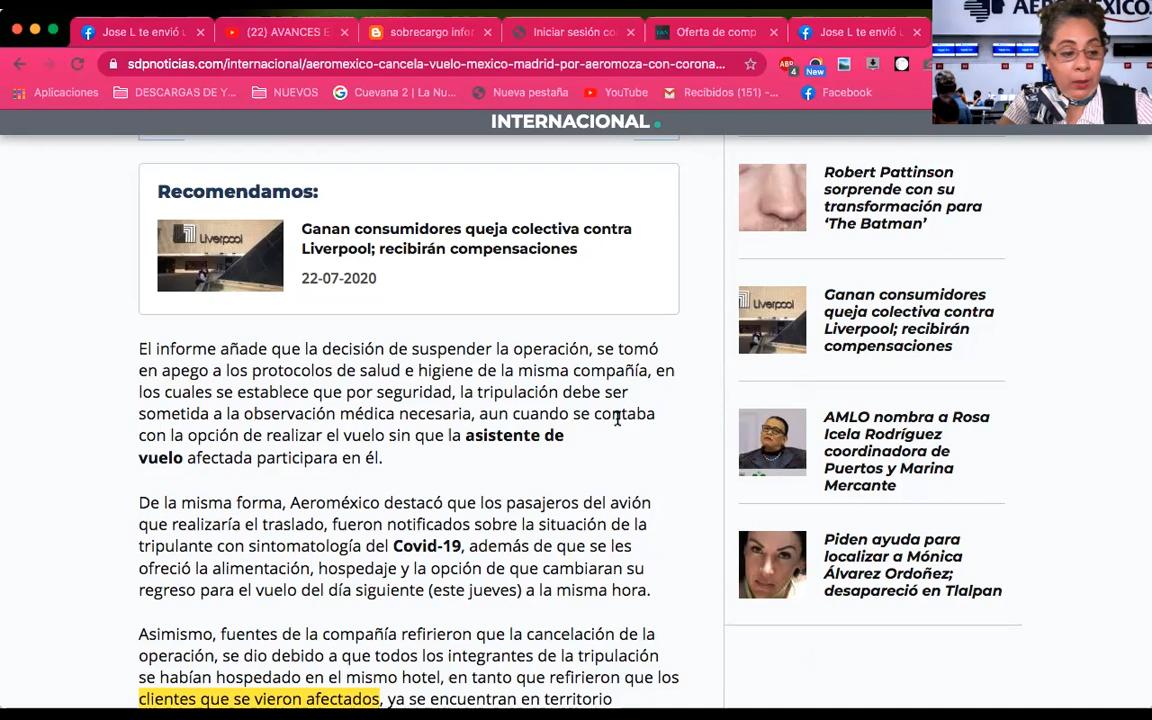 Jose L te envió u
(22) AVANCES E
sobrecargo infor
Iniciar sesión co
Oferta de comp
Jose L te envió u
sdpnoticias.com/internacional/aeromexico-cancela-vuelo-mexico-madrid-por-aeromoza-con-corona...
ABP
4
New
Aplicaciones
DESCARGAS DE Y...
NUEVOS
Cuevana 2 | La Nu...
Nueva pestaña
YouTube
Recibidos (151) -...
Facebook
AEROMEXICO.
INTERNACIONAL
Recomendamos:
Liverpool
Ganan consumidores queja colectiva contra
Liverpool; recibirán compensaciones
22-07-2020
El informe añade que la decisión de suspender la operación, se tomó
en apego a los protocolos de salud e higiene de la misma compañía, en
los cuales se establece que por seguridad, la tripulación debe ser
sometida a la observación médica necesaria, aun cuando se contaba
con la opción de realizar el vuelo sin que la asistente de
vuelo afectada participara en él.
De la misma forma, Aeroméxico destacó que los pasajeros del avión
que realizaría el traslado, fueron notificados sobre la situación de la
tripulante con sintomatología del Covid-19, además de que se les
ofreció la alimentación, hospedaje y la opción de que cambiaran su
regreso para el vuelo del día siguiente (este jueves) a la misma hora.
Asimismo, fuentes de la compañía refirieron que la cancelación de la
operación, se dio debido a que todos los integrantes de la tripulación
se habían hospedado en el mismo hotel, en tanto que refirieron que los
clientes que se vieron afectados, ya se encuentran en territorio
Robert Pattinson
sorprende con su
transformación para
‘The Batman’
Liverpool
Ganan consumidores
queja colectiva contra
Liverpool; recibirán
compensaciones
AMLO nombra a Rosa
Icela Rodríguez
coordinadora de
Puertos y Marina
Mercante
Piden ayuda para
localizar a Mónica
Álvarez Ordoñez;
desapareció en Tlalpan